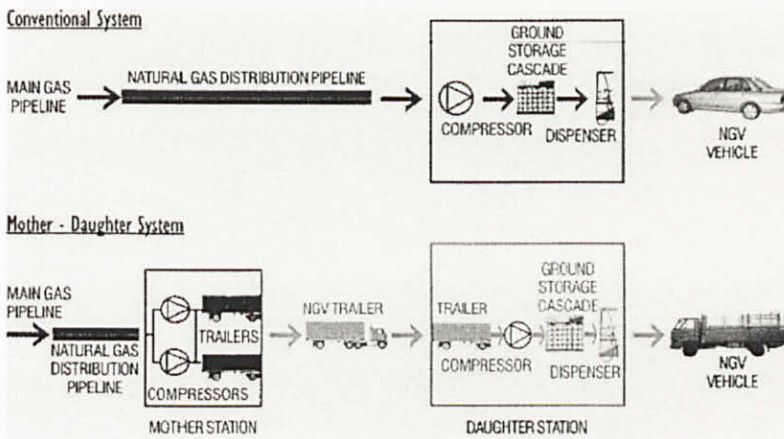 Conventional System
MAIN GAS
PIPELINE
NATURAL GAS DISTRIBUTION PIPELINE
GROUND
STORAGE
CASCADE
COMPRESSOR
DISPENSER
NGV
VEHICLE
Mother - Daughter System
MAIN GAS
PIPELINE
NATURAL GAS
DISTRIBUTION
PIPELINE
TRAILERS
COMPRESSORS
MOTHER STATION
NGV TRAILER
TRAILER
COMPRESSOR
GROUND
STORAGE
CASCADE
DISPENSER
DAUGHTER STATION
NGV
VEHICLE